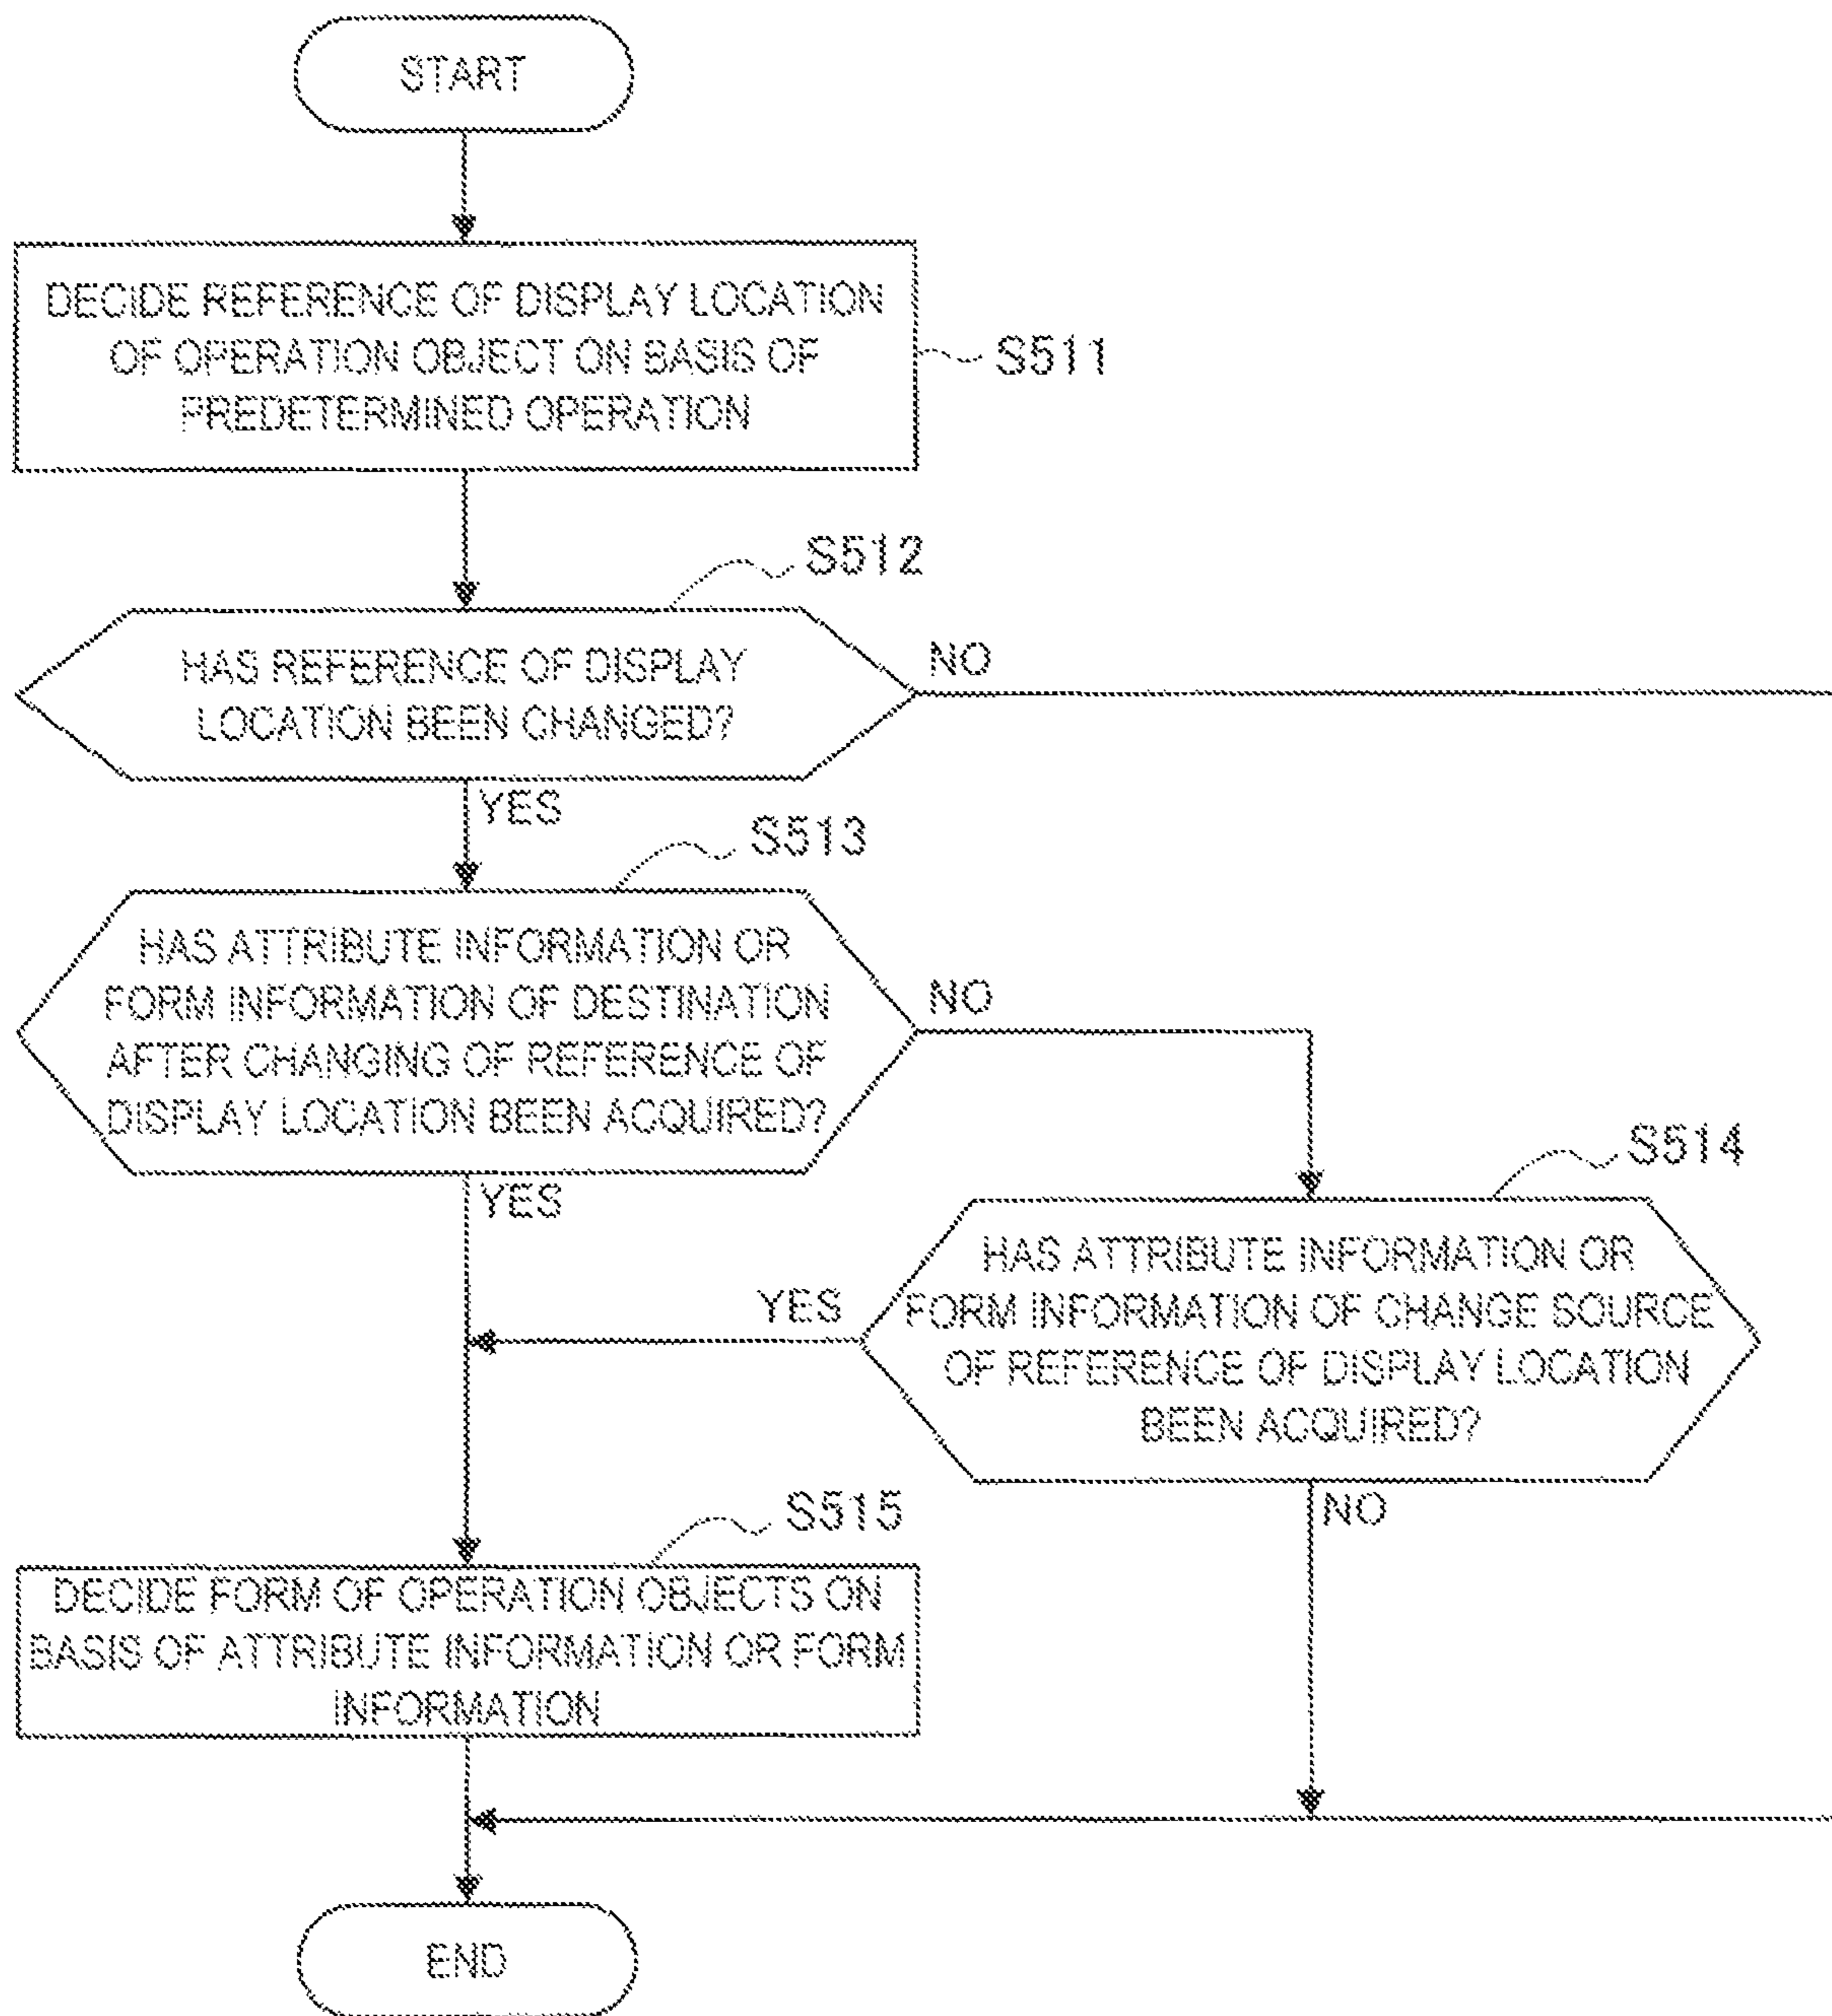 START
DECIDE REFERENCE OF DISPLAY LOCATION
OF OPERATION OBJECT ON BASIS OF
PREDETERMINED OPERATION
S511
S512
HAS REFERENCE OF DISPLAY
LOCATION BEEN CHANGED?
NO
YES
S513
HAS ATTRIBUTE INFORMATION OR
FORM INFORMATION OF DESTINATION
AFTER CHANGING OF REFERENCE OF
DISPLAY LOCATION BEEN ACQUIRED?
NO
YES
S514
HAS ATTRIBUTE INFORMATION OR
FORM INFORMATION OF CHANGE SOURCE
OF REFERENCE OF DISPLAY LOCATION
BEEN ACQUIRED?
YES
NO
S515
DECIDE FORM OF OPERATION OBJECTS ON
BASIS OF ATTRIBUTE INFORMATION OR FORM
INFORMATION
END